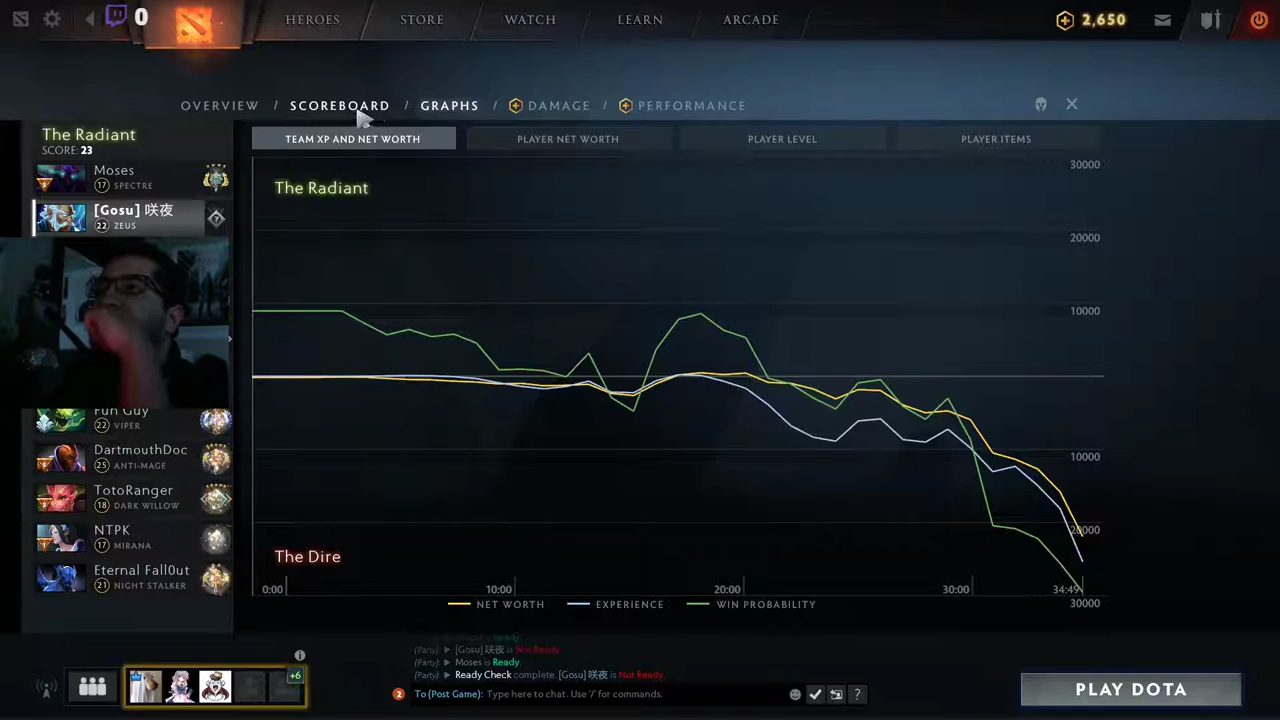 0
HEROES
STORE
WATCH
LEARN
ARCADE
2,650
OVERVIEW / SCOREBOARD / GRAPHS / DAMAGE / PERFORMANCE
The Radiant
SCORE: 23
Moses
17 SPECTRE
[Gosu] 咲夜
22 ZEUS
Fun Guy
22 VIPER
DartmouthDoc
25 ANTI-MAGE
TotoRanger
18 DARK WILLOW
NTPK
17 MIRANA
Eternal Fall0ut
21 NIGHT STALKER
TEAM XP AND NET WORTH
PLAYER NET WORTH
PLAYER LEVEL
PLAYER ITEMS
The Radiant
30000
20000
10000
10000
20000
30000
The Dire
0:00
10:00
20:00
30:00
34:49
NET WORTH
EXPERIENCE
WIN PROBABILITY
+6
Ready.
(Party): [Gosu] 咲夜 is Not Ready
(Party): Moses is Ready.
(Party): Ready Check complete. [Gosu] 咲夜 is Not Ready.
2
To (Post Game): Type here to chat. Use '/' for commands.
?
PLAY DOTA